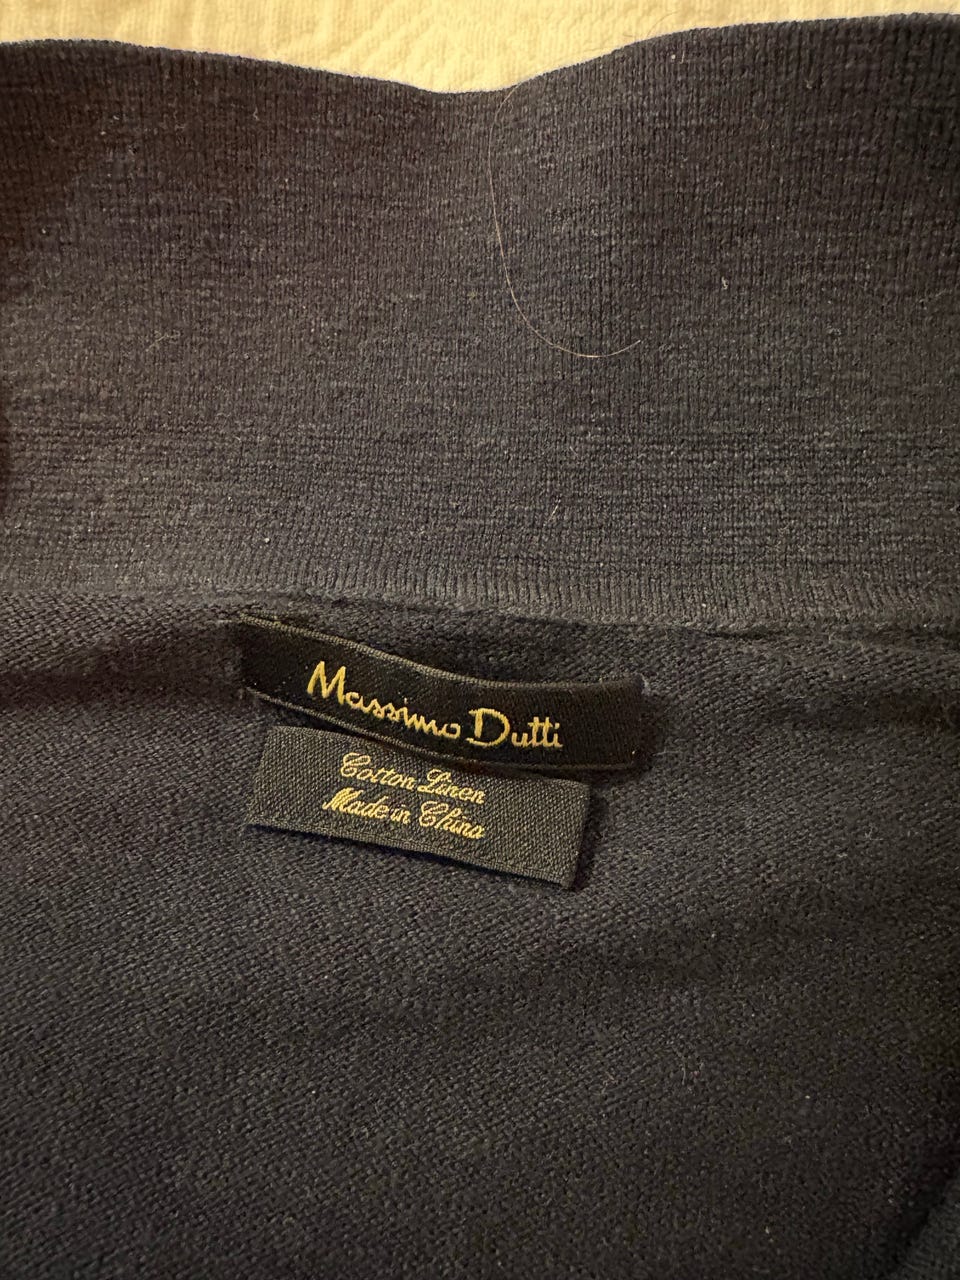 Massimo Dutti
Cotton Linen
Made in China